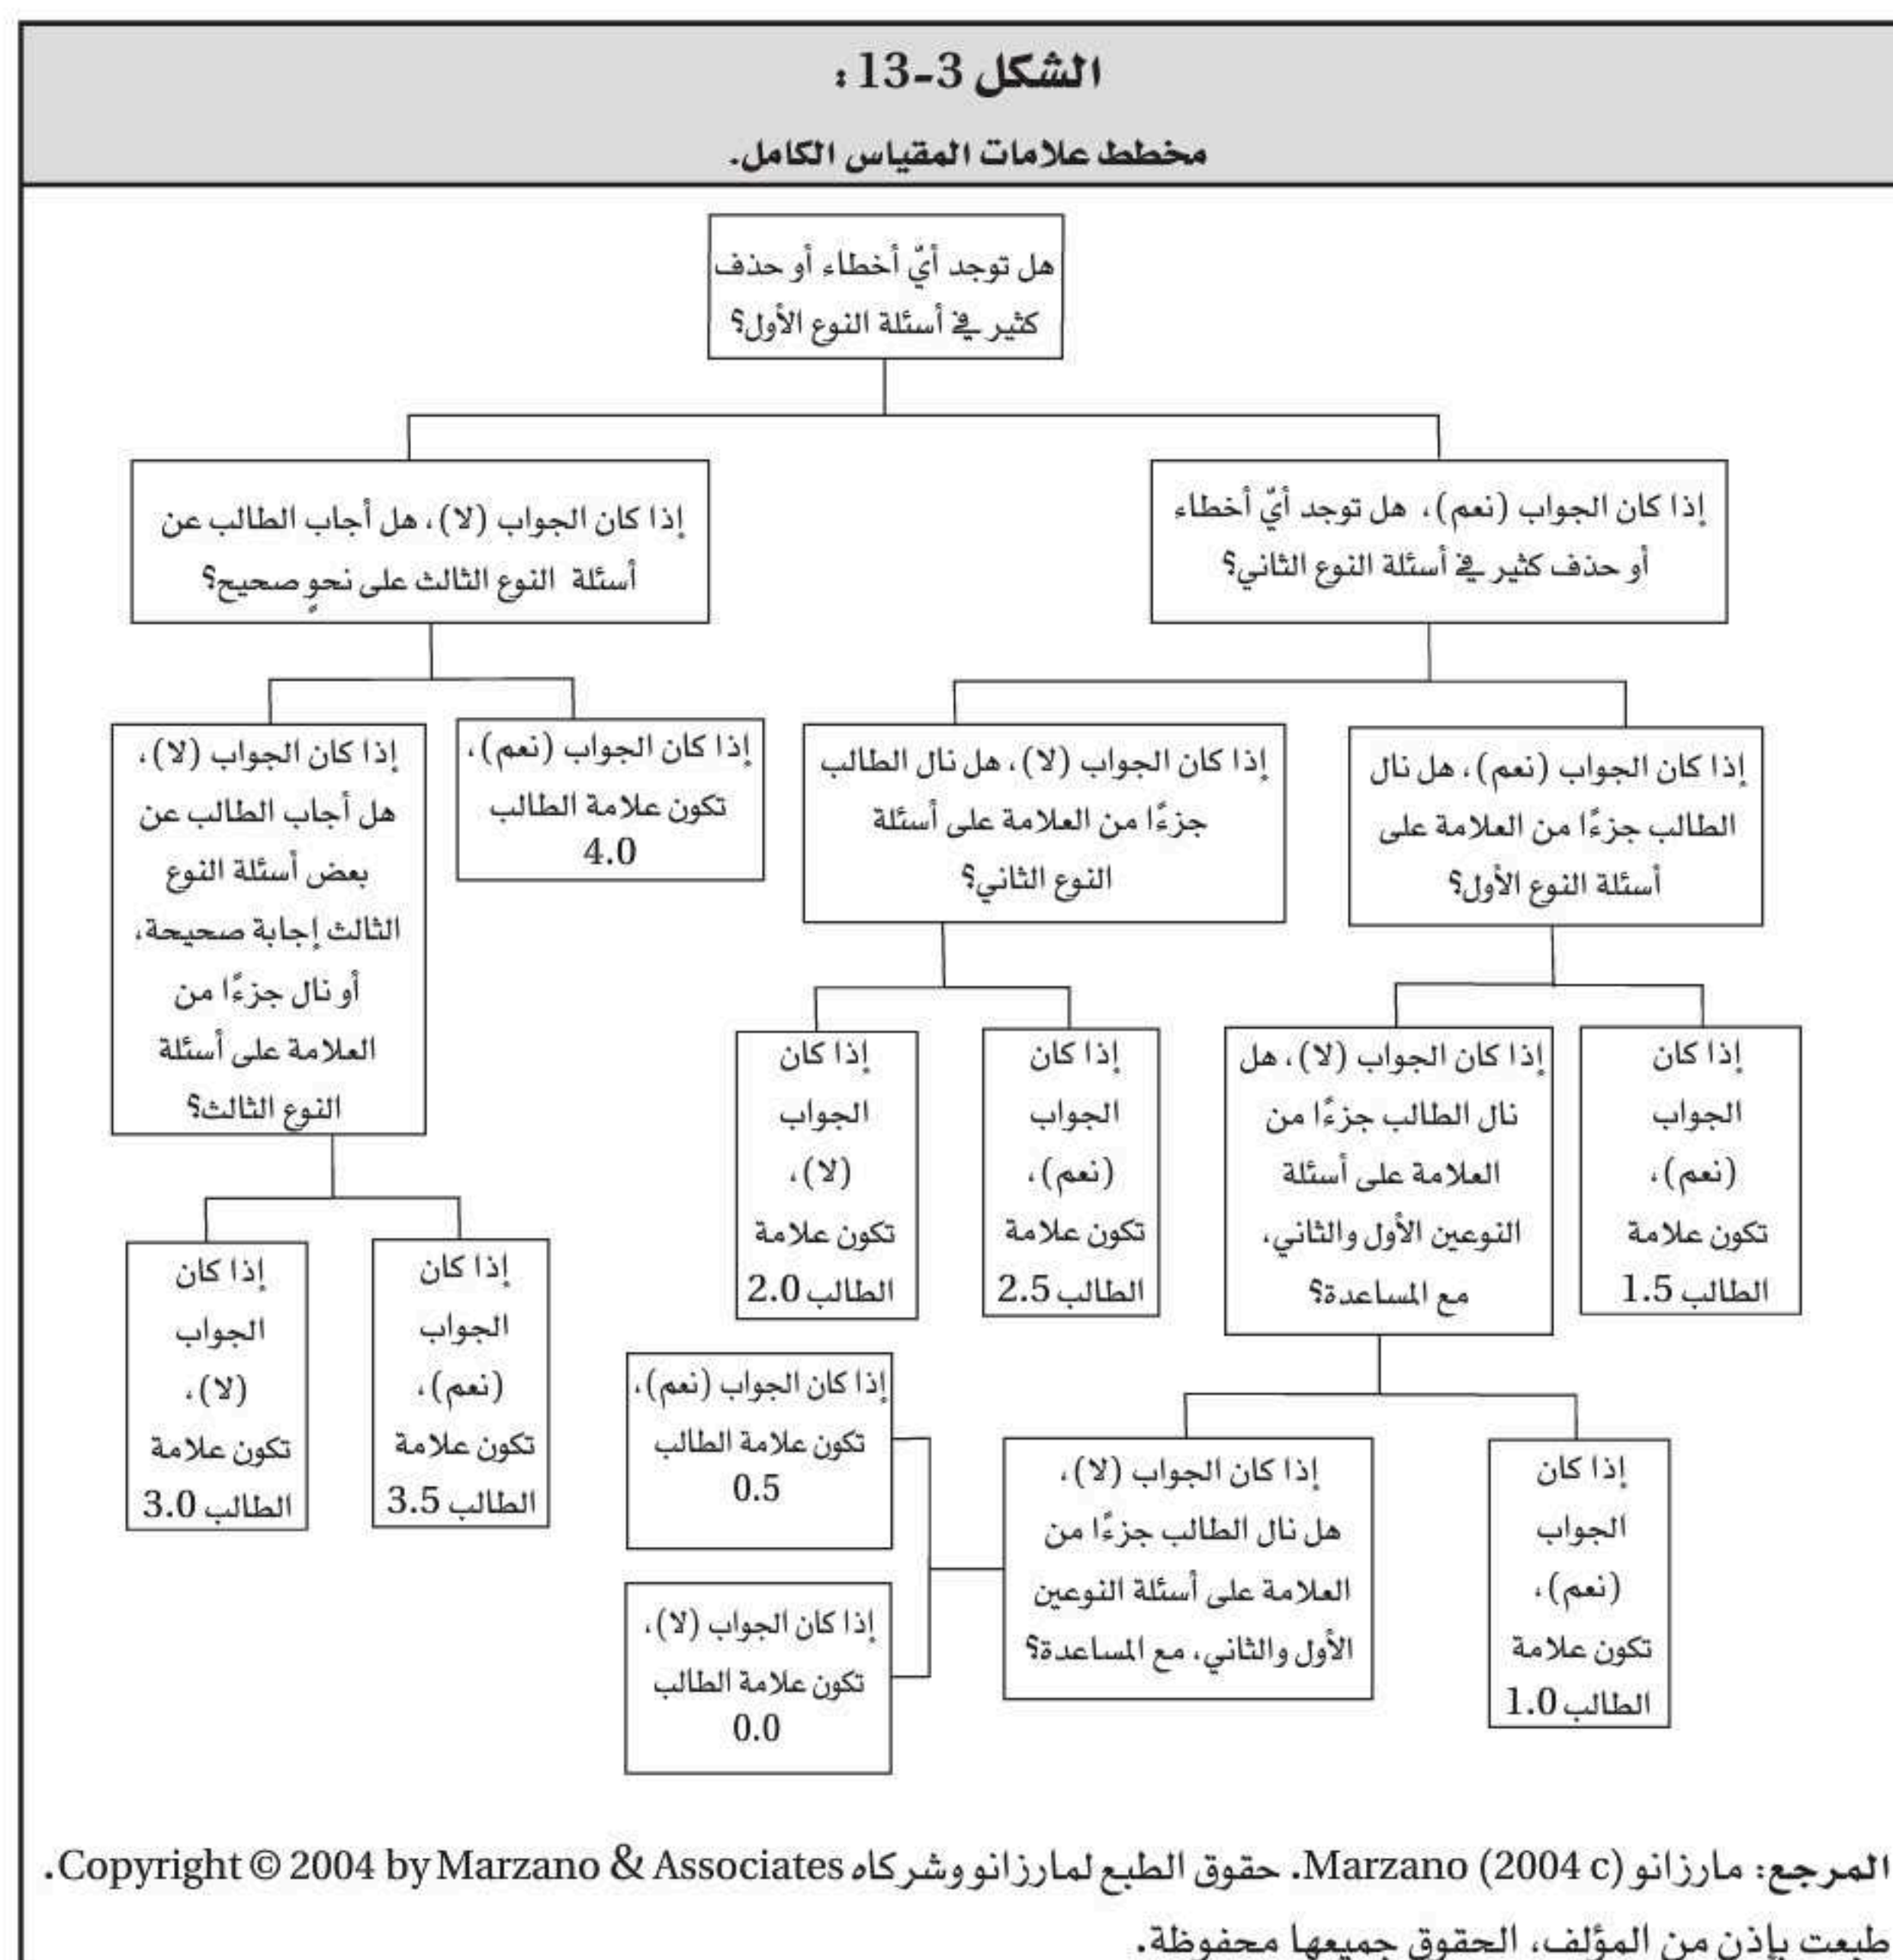 الشكل 3-13:
مخطط علامات المقياس الكامل.
هل توجد أيّ أخطاء أو حذف
كثير في أسئلة النوع الأول؟
إذا كان الجواب (نعم)، هل توجد أيّ أخطاء
أو حذف كثير في أسئلة النوع الثاني؟
إذا كان الجواب (لا)، هل أجاب الطالب عن
أسئلة النوع الثالث على نحوٍ صحيح؟
إذا كان الجواب (نعم)، هل نال
الطالب جزءًا من العلامة على
أسئلة النوع الأول؟
إذا كان الجواب (لا)، هل نال الطالب
جزءًا من العلامة على أسئلة
النوع الثاني؟
إذا كان الجواب (نعم)،
تكون علامة الطالب
4.0
إذا كان الجواب (لا)،
هل أجاب الطالب عن
بعض أسئلة النوع
الثالث إجابة صحيحة،
أو نال جزءًا من
العلامة على أسئلة
النوع الثالث؟
إذا كان
الجواب
(نعم)،
تكون علامة
الطالب 1.5
إذا كان الجواب (لا)، هل
نال الطالب جزءًا من
العلامة على أسئلة
النوعين الأول والثاني،
مع المساعدة؟
إذا كان
الجواب
(نعم)،
تكون علامة
الطالب 2.5
إذا كان
الجواب
(لا)،
تكون علامة
الطالب 2.0
إذا كان
الجواب
(نعم)،
تكون علامة
الطالب 3.5
إذا كان
الجواب
(لا)،
تكون علامة
الطالب 3.0
إذا كان
الجواب
(نعم)،
تكون علامة
الطالب 1.0
إذا كان الجواب (لا)،
هل نال الطالب جزءًا من
العلامة على أسئلة النوعين
الأول والثاني، مع المساعدة؟
إذا كان الجواب (نعم)،
تكون علامة الطالب
0.5
إذا كان الجواب (لا)،
تكون علامة الطالب
0.0
المرجع: مارزانو Marzano (2004 c). حقوق الطبع لمارزانو وشركاه Copyright © 2004 by Marzano & Associates.
طبعت بإذن من المؤلف، الحقوق جميعها محفوظة.